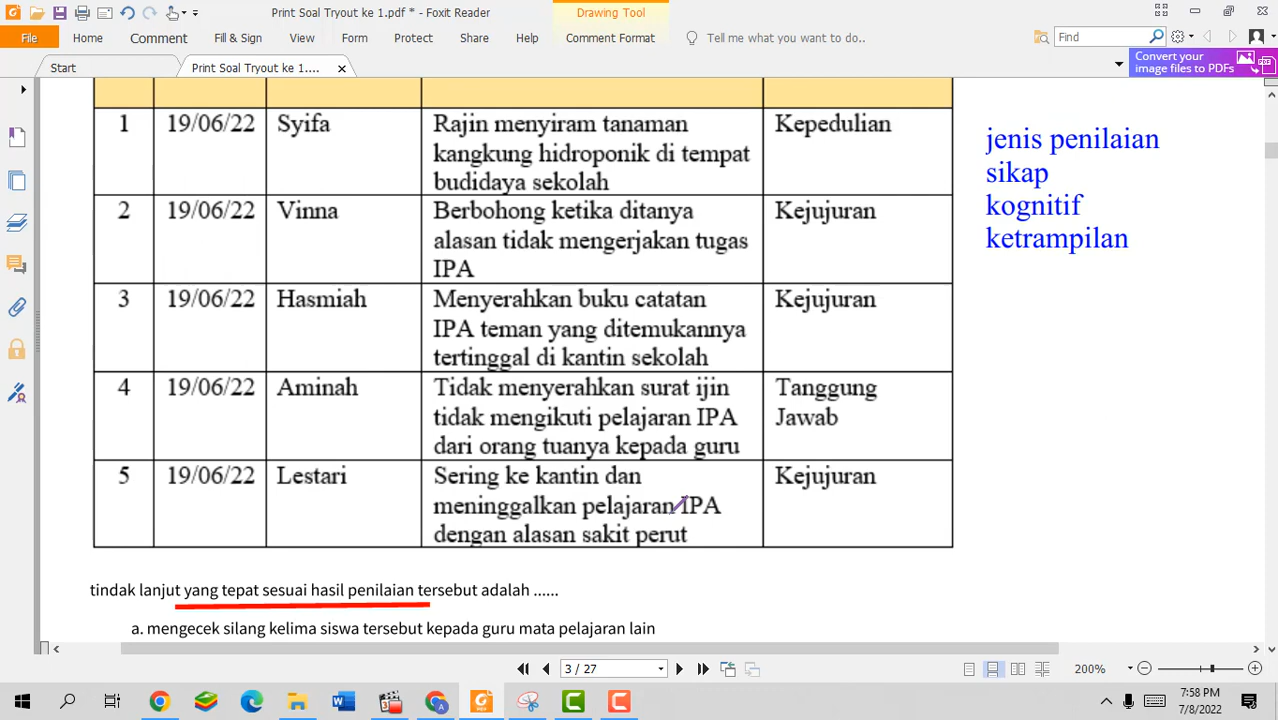 Print Soal Tryout ke 1.pdf * - Foxit Reader
Drawing Tool
File
Home
Comment
Fill & Sign
View
Form
Protect
Share
Help
Comment Format
Tell me what you want to do..
Find
Start
Print Soal Tryout ke 1....
Convert your
image files to PDFs
1
19/06/22
Syifa
Rajin menyiram tanaman
kangkung hidroponik di tempat
budidaya sekolah
Kepedulian
2
19/06/22
Vinna
Berbohong ketika ditanya
alasan tidak mengerjakan tugas
IPA
Kejujuran
3
19/06/22
Hasmiah
Menyerahkan buku catatan
IPA teman yang ditemukannya
tertinggal di kantin sekolah
Kejujuran
4
19/06/22
Aminah
Tidak menyerahkan surat ijin
tidak mengikuti pelajaran IPA
dari orang tuanya kepada guru
Tanggung
Jawab
5
19/06/22
Lestari
Sering ke kantin dan
meninggalkan pelajaran IPA
dengan alasan sakit perut
Kejujuran
jenis penilaian
sikap
kognitif
ketrampilan
tindak lanjut yang tepat sesuai hasil penilaian tersebut adalah ......
a. mengecek silang kelima siswa tersebut kepada guru mata pelajaran lain
3 / 27
200%
7:58 PM
7/8/2022